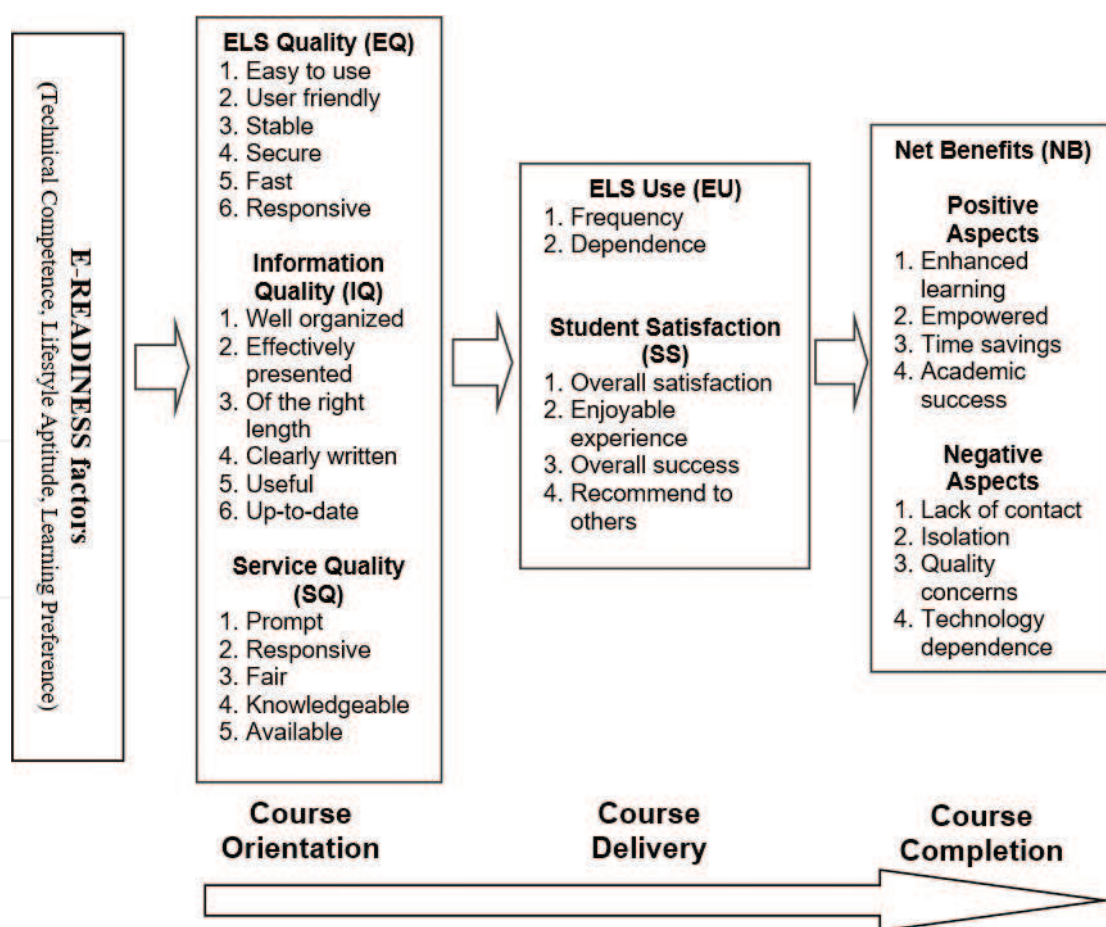 E-READINESS factors
(Technical Competence, Lifestyle Aptitude, Learning Preference)
ELS Quality (EQ)
1. Easy to use
2. User friendly
3. Stable
4. Secure
5. Fast
6. Responsive
Information
Quality (IQ)
1. Well organized
2. Effectively
presented
3. Of the right
length
4. Clearly written
5. Useful
6. Up-to-date
Service Quality
(SQ)
1. Prompt
2. Responsive
3. Fair
4. Knowledgeable
5. Available
ELS Use (EU)
1. Frequency
2. Dependence
Student Satisfaction
(SS)
1. Overall satisfaction
2. Enjoyable
experience
3. Overall success
4. Recommend to
others
Net Benefits (NB)
Positive
Aspects
1. Enhanced
learning
2. Empowered
3. Time savings
4. Academic
success
Negative
Aspects
1. Lack of contact
2. Isolation
3. Quality
concerns
4. Technology
dependence
Course
Orientation
Course
Delivery
Course
Completion